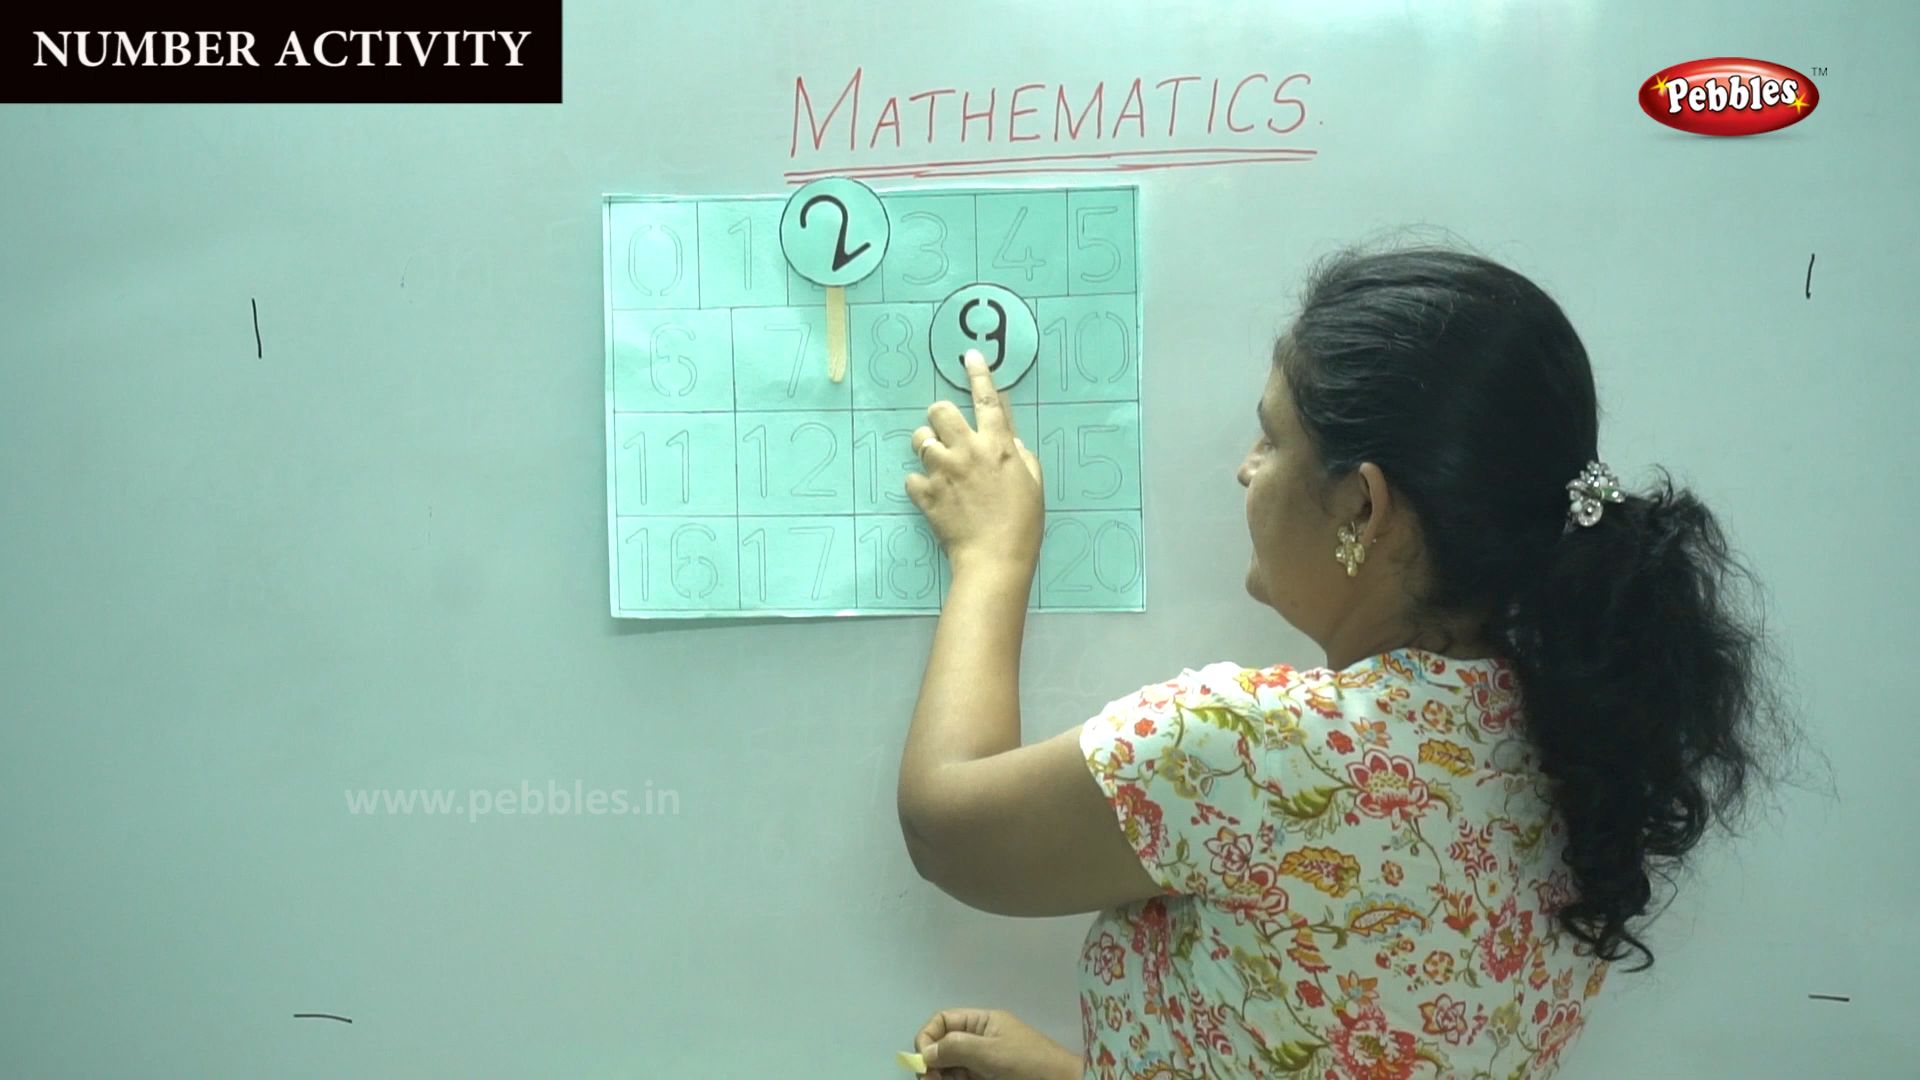 NUMBER ACTIVITY
MATHEMATICS.
Pebbles TM
0 1 2 3 4 5
6 7 8 9 10
11 12 13 15
16 17 18 20
www.pebbles.in